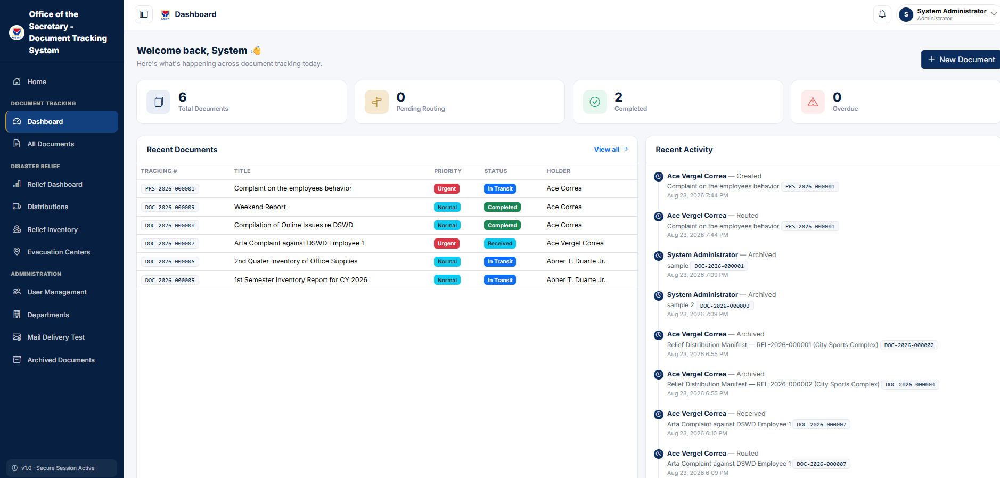 Office of the
Secretary -
Document Tracking
System
Home
DOCUMENT TRACKING
Dashboard
All Documents
DISASTER RELIEF
Relief Dashboard
Distributions
Relief Inventory
Evacuation Centers
ADMINISTRATION
User Management
Departments
Mail Delivery Test
Archived Documents
v1.0 · Secure Session Active
DSWD
Dashboard
S
System Administrator
Administrator
Welcome back, System 👋
Here's what's happening across document tracking today.
+ New Document
6
Total Documents
0
Pending Routing
2
Completed
0
Overdue
Recent Documents
View all →
TRACKING # TITLE PRIORITY STATUS HOLDER
PRS-2026-000001 Complaint on the employees behavior Urgent In Transit Ace Correa
DOC-2026-000009 Weekend Report Normal Completed Ace Correa
DOC-2026-000008 Compilation of Online Issues re DSWD Normal Completed Ace Correa
DOC-2026-000007 Arta Complaint against DSWD Employee 1 Urgent Received Ace Vergel Correa
DOC-2026-000006 2nd Quater Inventory of Office Supplies Normal In Transit Abner T. Duarte Jr.
DOC-2026-000005 1st Semester Inventory Report for CY 2026 Normal In Transit Abner T. Duarte Jr.
Recent Activity
Ace Vergel Correa — Created
Complaint on the employees behavior PRS-2026-000001
Aug 23, 2026 7:44 PM
Ace Vergel Correa — Routed
Complaint on the employees behavior PRS-2026-000001
Aug 23, 2026 7:44 PM
System Administrator — Archived
sample DOC-2026-000001
Aug 23, 2026 7:09 PM
System Administrator — Archived
sample 2 DOC-2026-000003
Aug 23, 2026 7:09 PM
Ace Vergel Correa — Archived
Relief Distribution Manifest — REL-2026-000001 (City Sports Complex) DOC-2026-000002
Aug 23, 2026 6:55 PM
Ace Vergel Correa — Archived
Relief Distribution Manifest — REL-2026-000002 (City Sports Complex) DOC-2026-000004
Aug 23, 2026 6:55 PM
Ace Vergel Correa — Received
Arta Complaint against DSWD Employee 1 DOC-2026-000007
Aug 23, 2026 6:10 PM
Ace Vergel Correa — Routed
Arta Complaint against DSWD Employee 1 DOC-2026-000007
Aug 23, 2026 6:09 PM